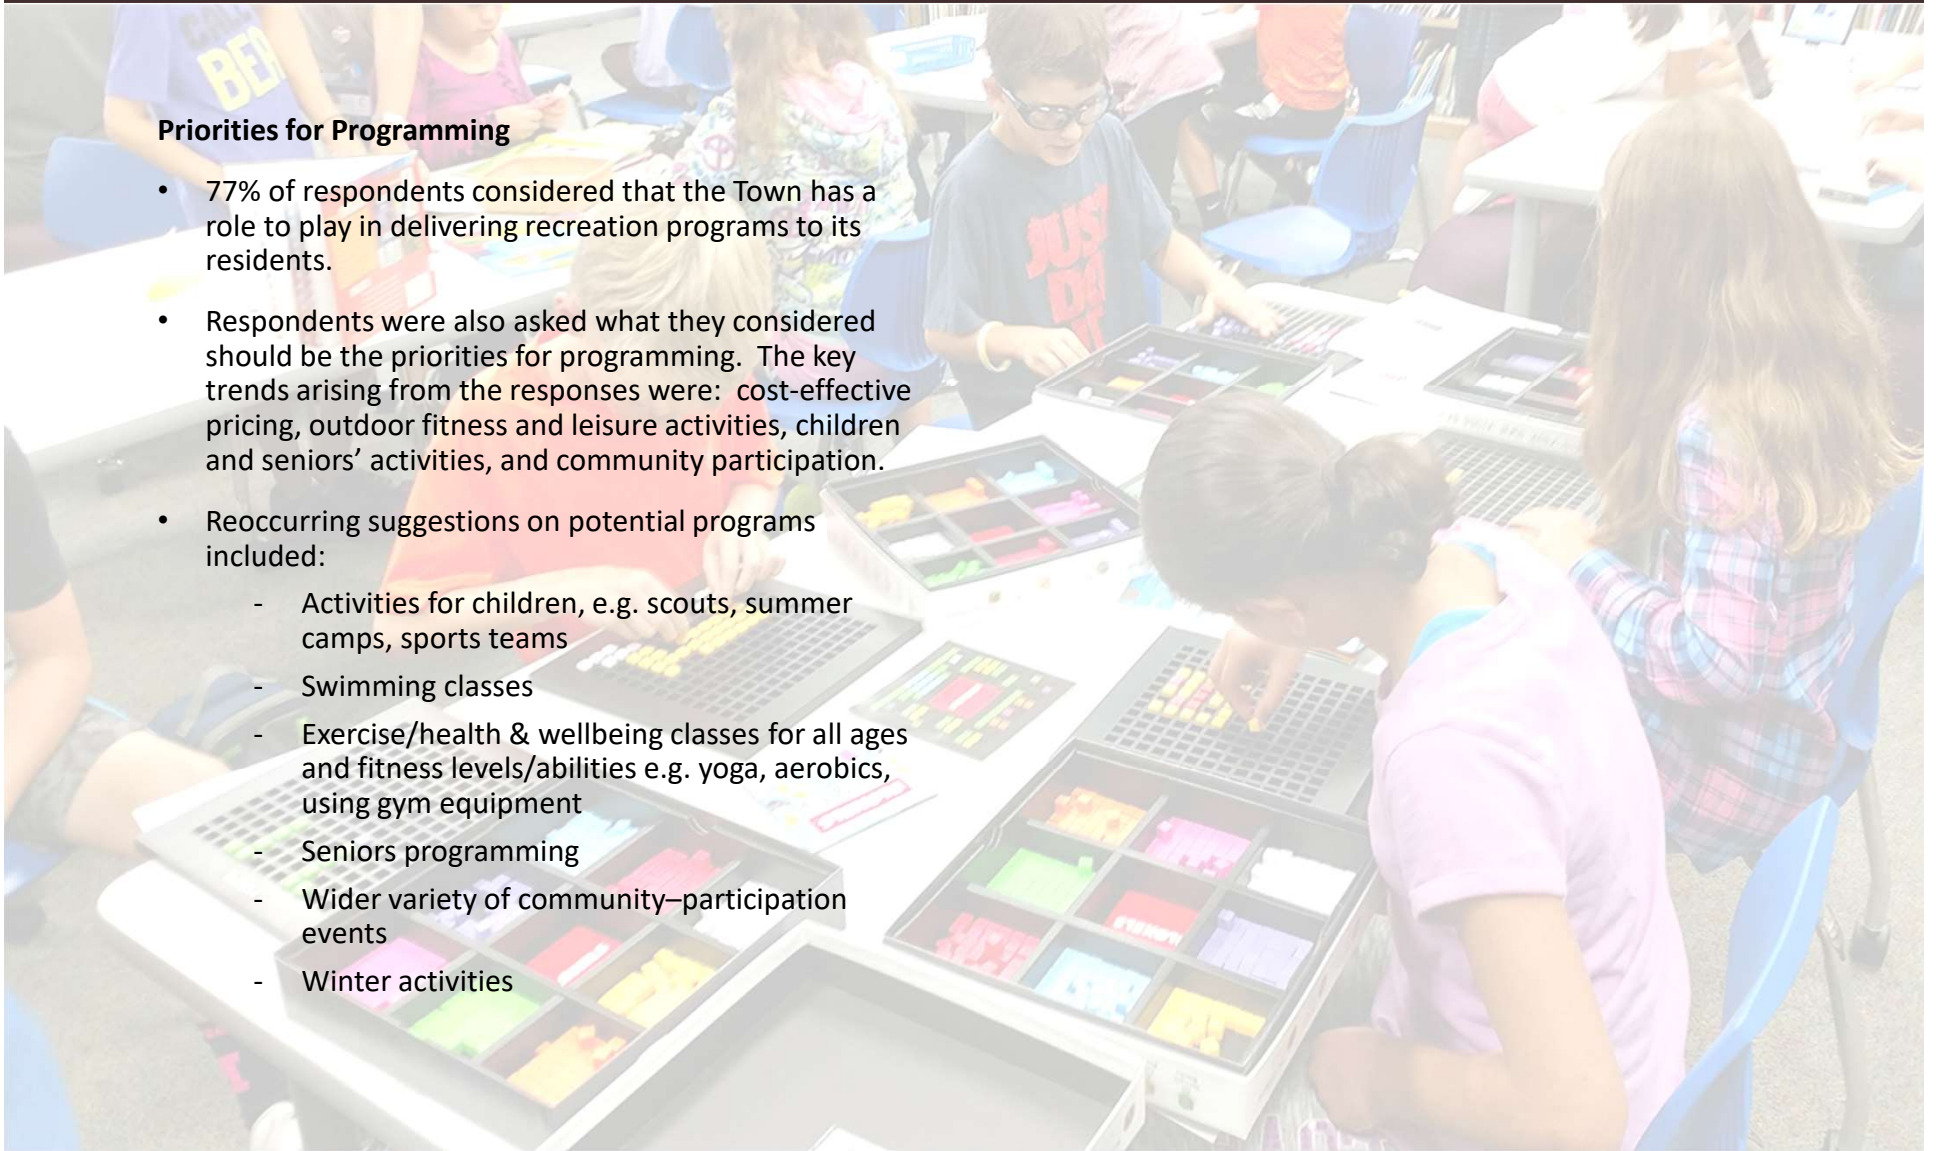 CAL
BEA
JUST
DO
Priorities for Programming
• 77% of respondents considered that the Town has a
role to play in delivering recreation programs to its
residents.
• Respondents were also asked what they considered
should be the priorities for programming.  The key
trends arising from the responses were:  cost-effective
pricing, outdoor fitness and leisure activities, children
and seniors’ activities, and community participation.
• Reoccurring suggestions on potential programs
included:
- Activities for children, e.g. scouts, summer
camps, sports teams
- Swimming classes
- Exercise/health & wellbeing classes for all ages
and fitness levels/abilities e.g. yoga, aerobics,
using gym equipment
- Seniors programming
- Wider variety of community–participation
events
- Winter activities